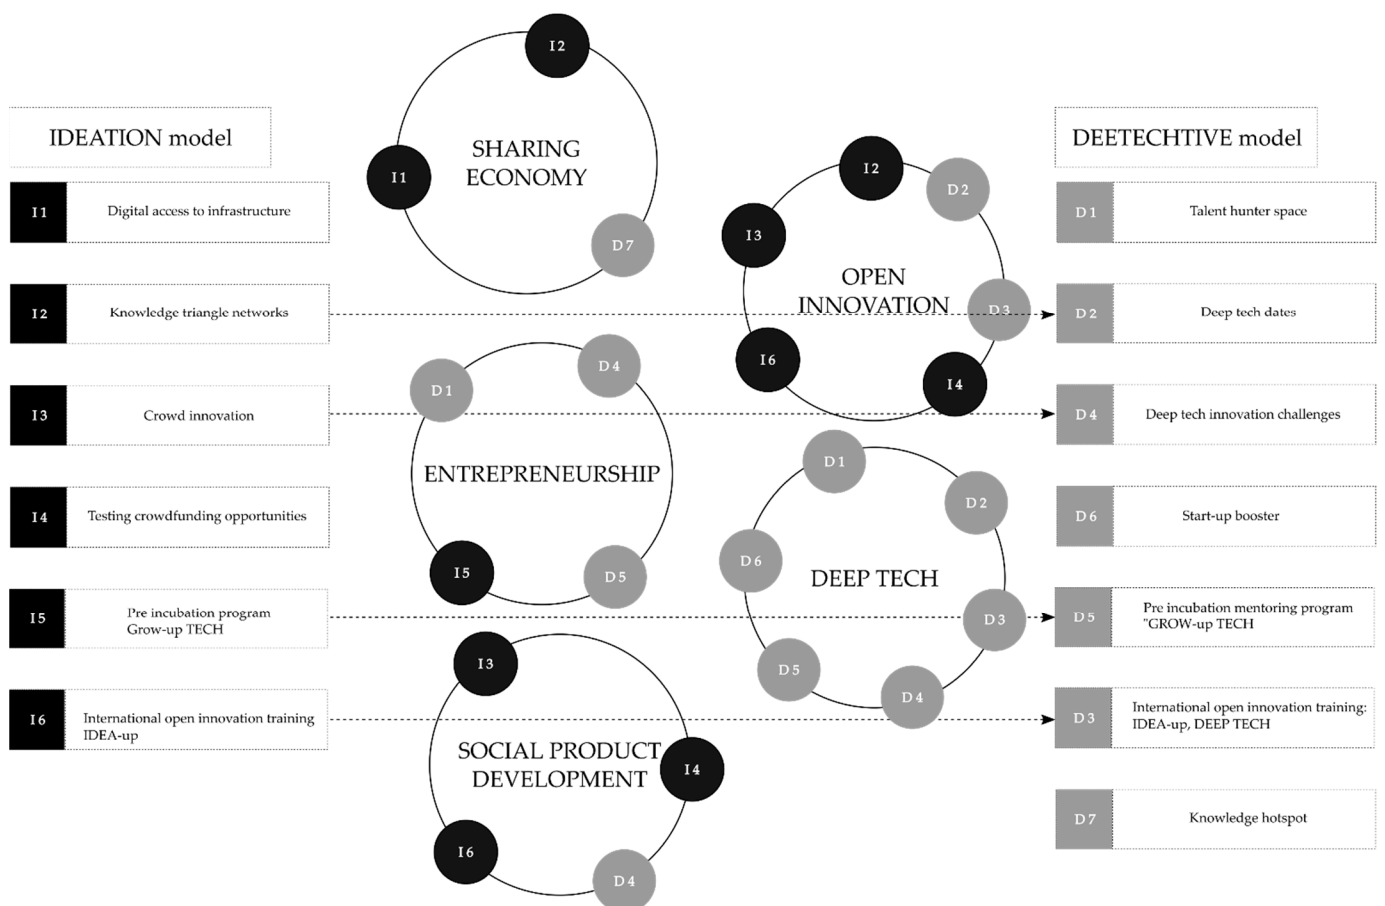 IDEATION model
I1
Digital access to infrastructure
I2
Knowledge triangle networks
I3
Crowd innovation
I4
Testing crowdfunding opportunities
I5
Pre incubation program
Grow-up TECH
I6
International open innovation training
IDEA-up
I2
I1
SHARING
ECONOMY
D7
I2
D2
I3
OPEN
INNOVATION
D3
I6
I4
D1
D4
ENTREPRENEURSHIP
I5
D5
D1
D2
D6
DEEP TECH
D3
D5
D4
I3
SOCIAL PRODUCT
DEVELOPMENT
I4
I6
D4
DEETECHTIVE model
D1
Talent hunter space
D2
Deep tech dates
D4
Deep tech innovation challenges
D6
Start-up booster
D5
Pre incubation mentoring program
"GROW-up TECH
D3
International open innovation training:
IDEA-up, DEEP TECH
D7
Knowledge hotspot